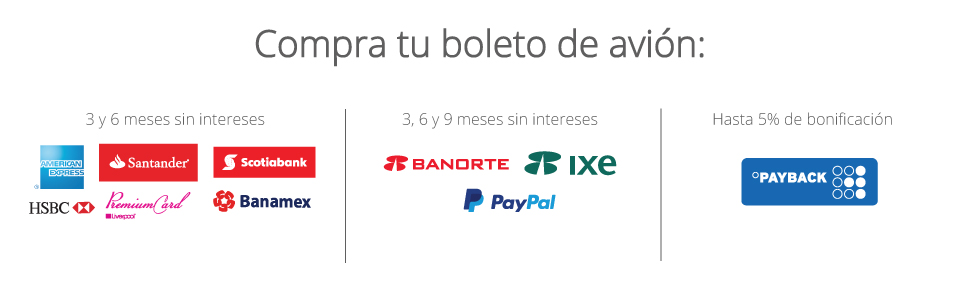 Compra tu boleto de avión:
3 y 6 meses sin intereses
AMERICAN
EXPRESS
Santander
Scotiabank
HSBC
PremiumCard
Liverpool
Banamex
3, 6 y 9 meses sin intereses
BANORTE
IXE
PayPal
Hasta 5% de bonificación
PAYBACK